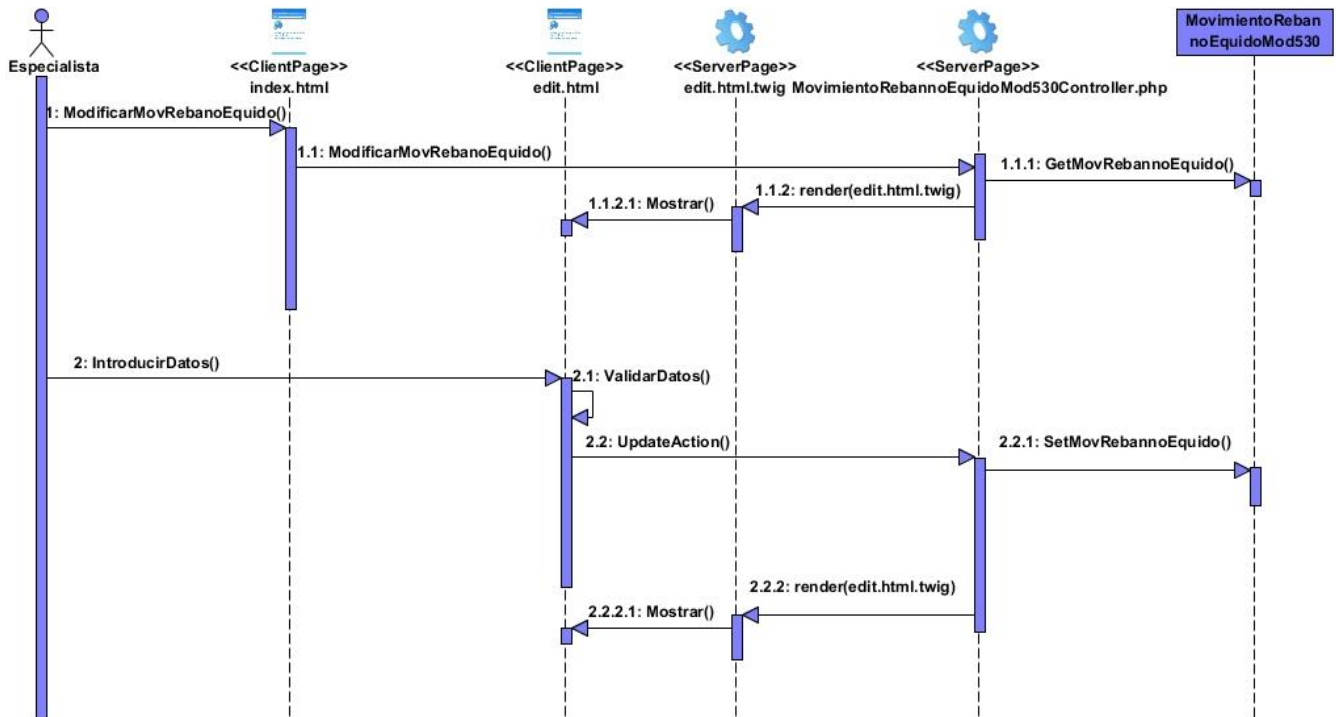 MovimientoReban
noEquidoMod530
Especialista
<<ClientPage>>
index.html
<<ClientPage>>
edit.html
<<ServerPage>>
edit.html.twig
<<ServerPage>>
MovimientoRebannoEquidoMod530Controller.php
1: ModificarMovRebanoEquido()
1.1: ModificarMovRebanoEquido()
1.1.1: GetMovRebannoEquido()
1.1.2: render(edit.html.twig)
1.1.2.1: Mostrar()
2: IntroducirDatos()
2.1: ValidarDatos()
2.2: UpdateAction()
2.2.1: SetMovRebannoEquido()
2.2.2: render(edit.html.twig)
2.2.2.1: Mostrar()